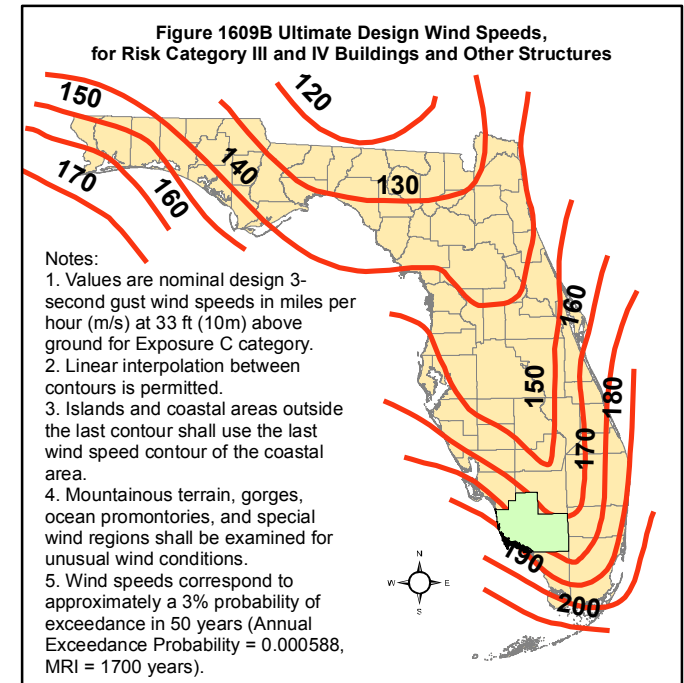 Figure 1609B Ultimate Design Wind Speeds,
for Risk Category III and IV Buildings and Other Structures
120
150
140
130
170
160
Notes:
1. Values are nominal design 3-
second gust wind speeds in miles per
hour (m/s) at 33 ft (10m) above
ground for Exposure C category.
2. Linear interpolation between
contours is permitted.
3. Islands and coastal areas outside
the last contour shall use the last
wind speed contour of the coastal
area.
4. Mountainous terrain, gorges,
ocean promontories, and special
wind regions shall be examined for
unusual wind conditions.
5. Wind speeds correspond to
approximately a 3% probability of
exceedance in 50 years (Annual
Exceedance Probability = 0.000588,
MRI = 1700 years).
160
150
180
170
190
200
N
W E
S